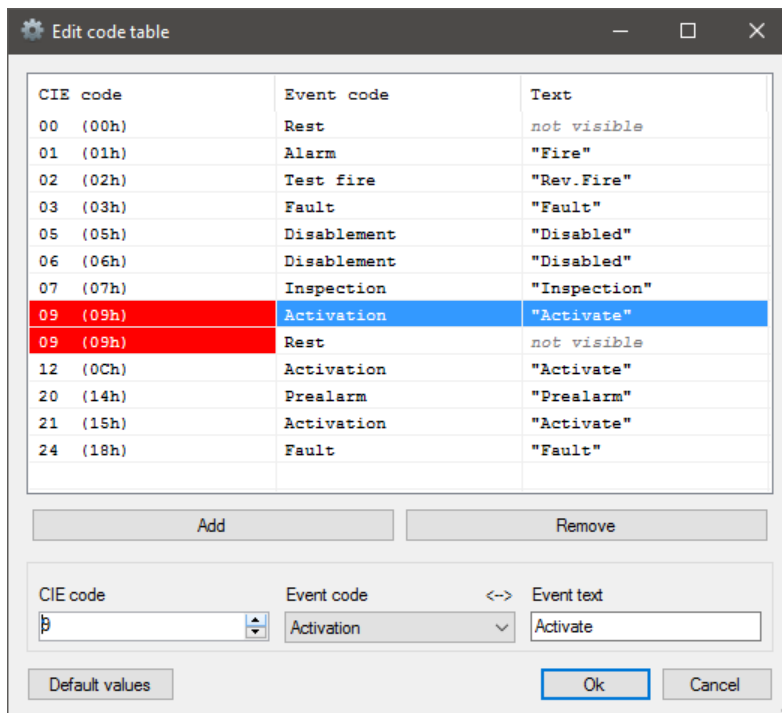 Edit code table
CIE code Event code Text
00 (00h) Rest not visible
01 (01h) Alarm "Fire"
02 (02h) Test fire "Rev.Fire"
03 (03h) Fault "Fault"
05 (05h) Disablement "Disabled"
06 (06h) Disablement "Disabled"
07 (07h) Inspection "Inspection"
09 (09h) Activation "Activate"
09 (09h) Rest not visible
12 (0Ch) Activation "Activate"
20 (14h) Prealarm "Prealarm"
21 (15h) Activation "Activate"
24 (18h) Fault "Fault"
Add Remove
CIE code Event code <--> Event text
9 Activation Activate
Default values Ok Cancel